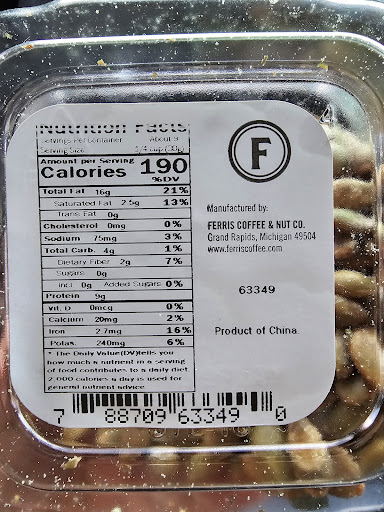 Nutrition Facts
Servings Per Container About 9
Serving Size 1/4 cup (30g)
Amount per Serving
Calories 190
%DV
Total Fat 16g 21%
Saturated Fat 2.5g 13%
Trans Fat 0g
Cholesterol 0mg 0%
Sodium 75mg 3%
Total Carb. 4g 1%
Dietary Fiber 2g 7%
Sugars 0g
incl 0g Added Sugars 0%
Protein 9g
Vit. D 0mcg 0%
Calcium 20mg 2%
Iron 2.7mg 16%
Potas. 240mg 6%
* The Daily Value(DV)tells you
how much a nutrient in a serving
of food contributes to a daily diet
2,000 calories a day is used for
general nutrient advice
F
Manufactured by:
FERRIS COFFEE & NUT CO.
Grand Rapids, Michigan 49504
www.ferriscoffee.com
63349
Product of China
7 88709 63349 0
4